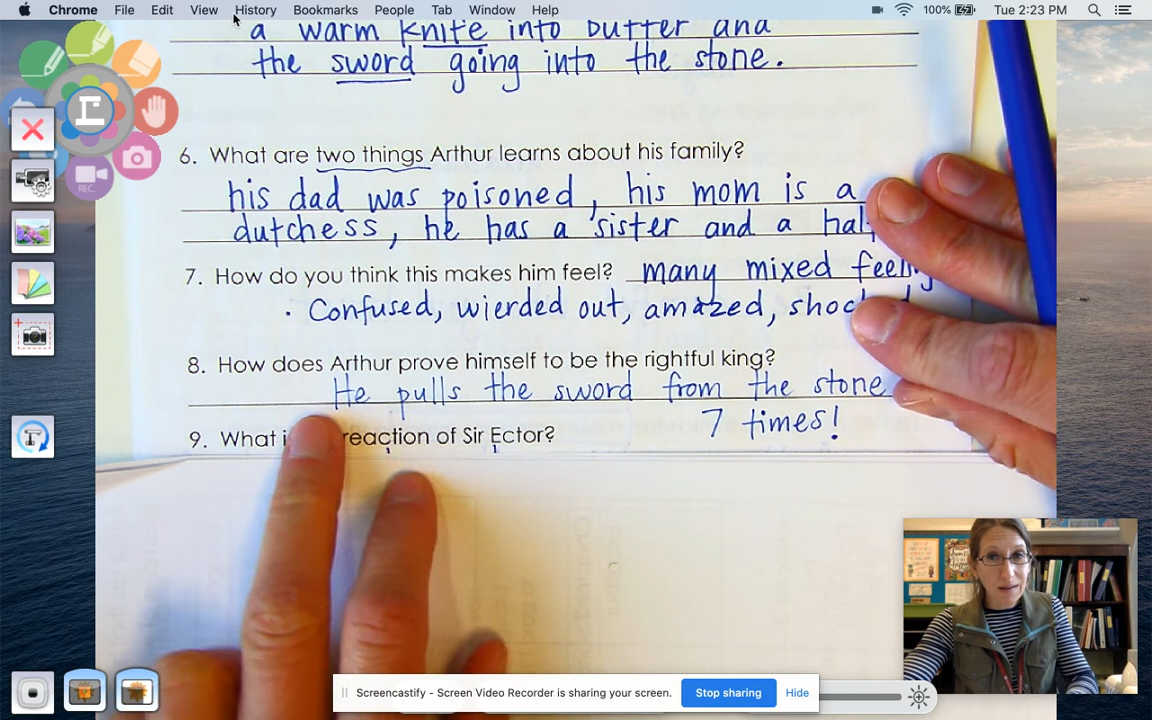 Chrome File Edit View History Bookmarks People Tab Window Help 100% Tue 2:23 PM
a warm knife into butter and
the sword going into the stone.
6. What are two things Arthur learns about his family?
his dad was poisoned, his mom is a
dutchess, he has a sister and a
7. How do you think this makes him feel? many mixed
· Confused, wierded out, amazed,
8. How does Arthur prove himself to be the rightful king?
He pulls the sword from the stone
7 times!
9. What reaction of Sir Ector?
REC
Screencastify - Screen Video Recorder is sharing your screen. Stop sharing Hide